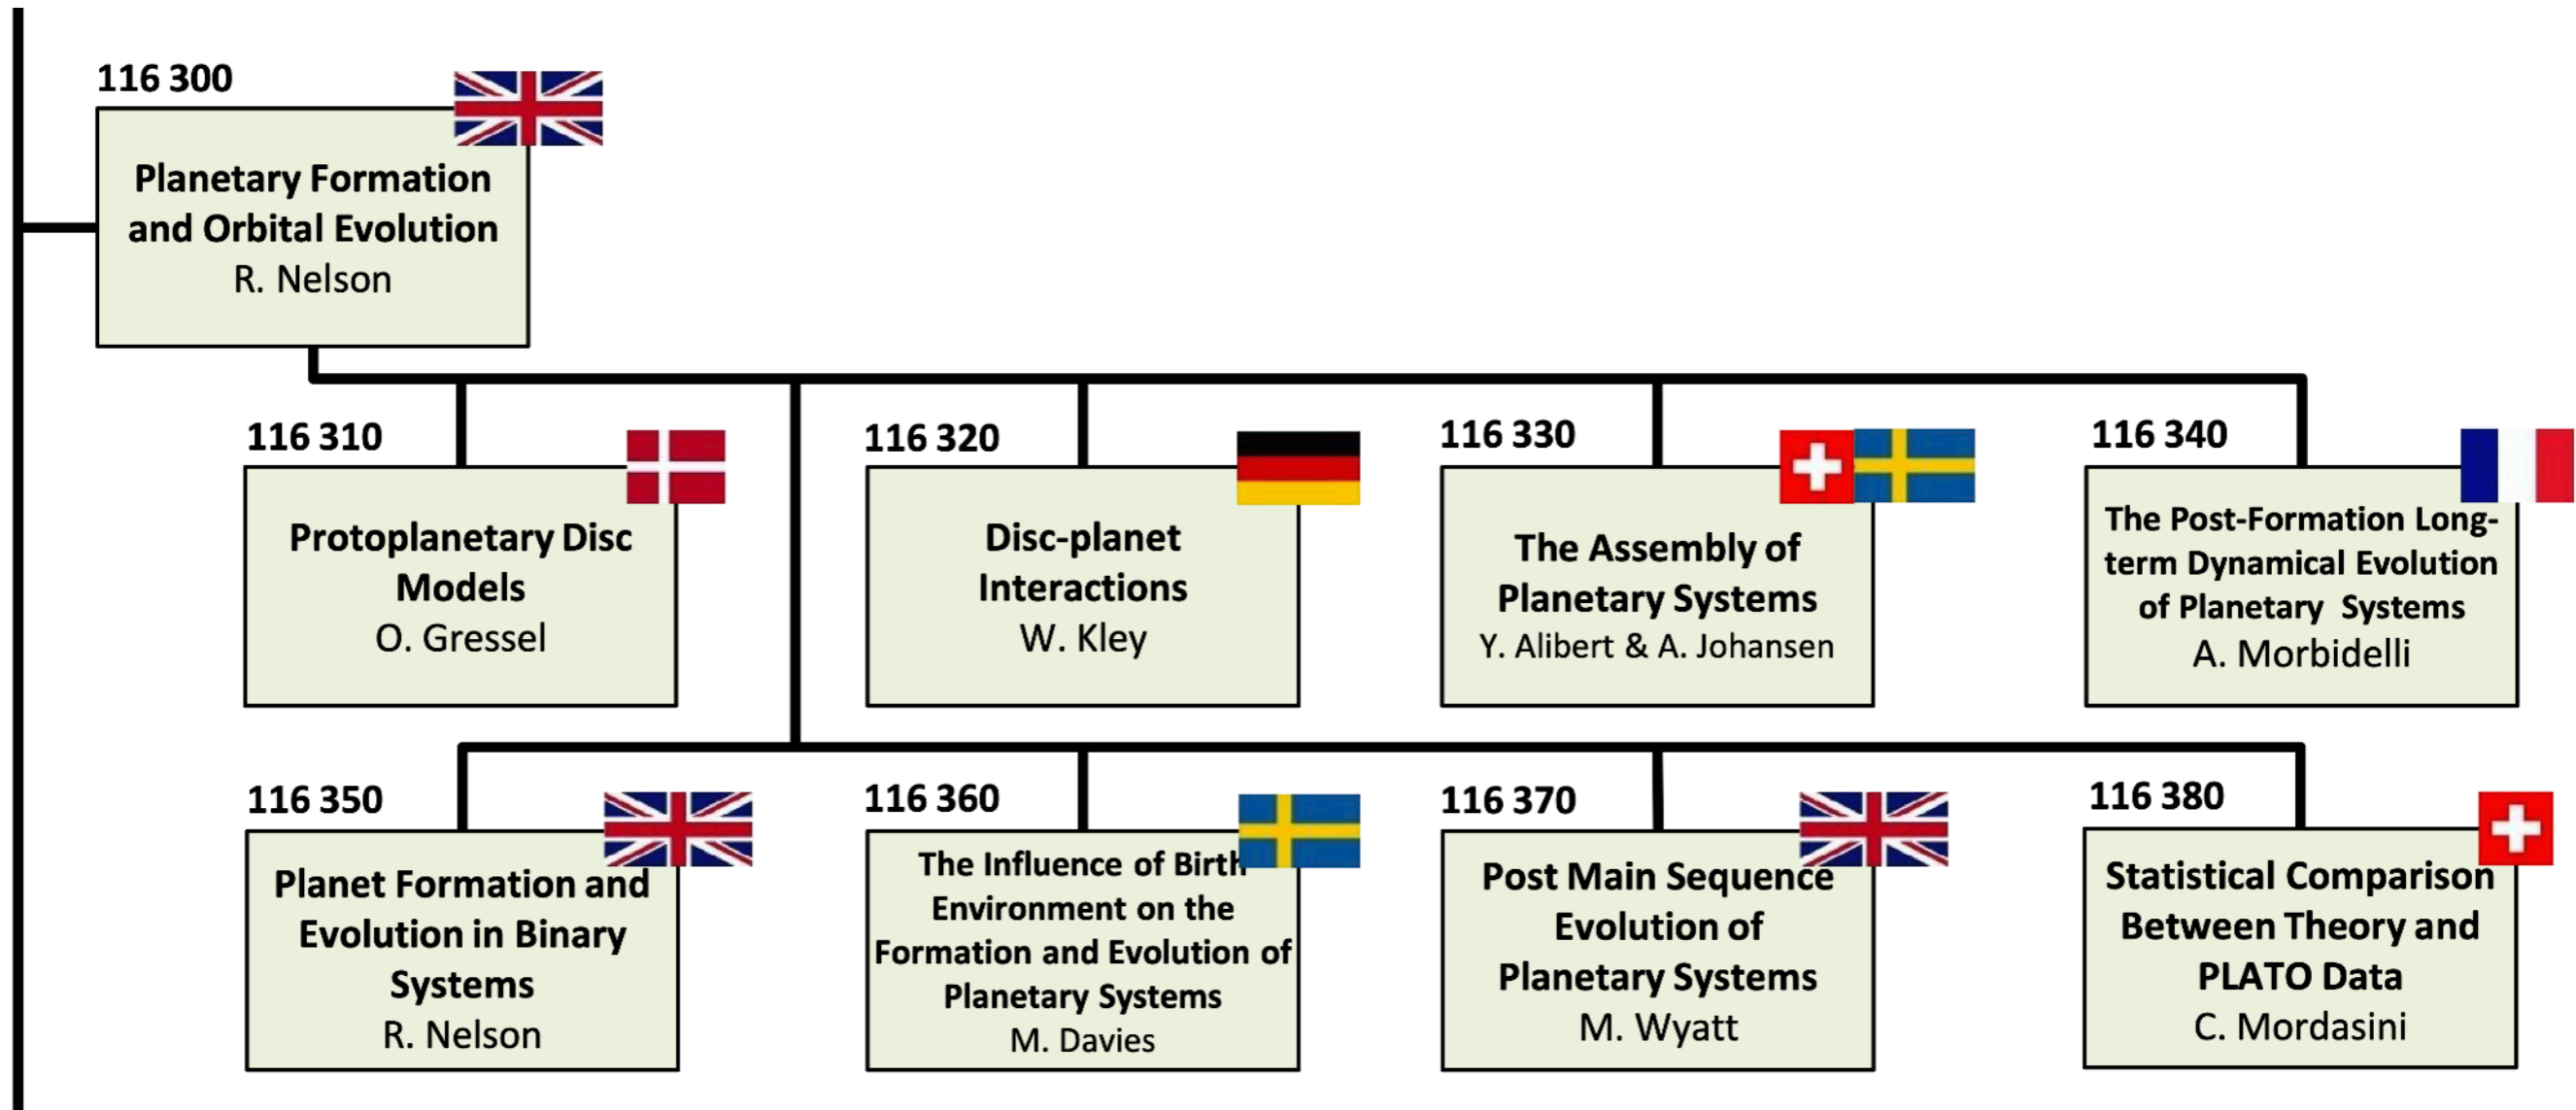 116 300
Planetary Formation
and Orbital Evolution
R. Nelson
116 310
Protoplanetary Disc
Models
O. Gressel
116 320
Disc-planet
Interactions
W. Kley
116 330
The Assembly of
Planetary Systems
Y. Alibert & A. Johansen
116 340
The Post-Formation Long-
term Dynamical Evolution
of Planetary Systems
A. Morbidelli
116 350
Planet Formation and
Evolution in Binary
Systems
R. Nelson
116 360
The Influence of Birth
Environment on the
Formation and Evolution of
Planetary Systems
M. Davies
116 370
Post Main Sequence
Evolution of
Planetary Systems
M. Wyatt
116 380
Statistical Comparison
Between Theory and
PLATO Data
C. Mordasini